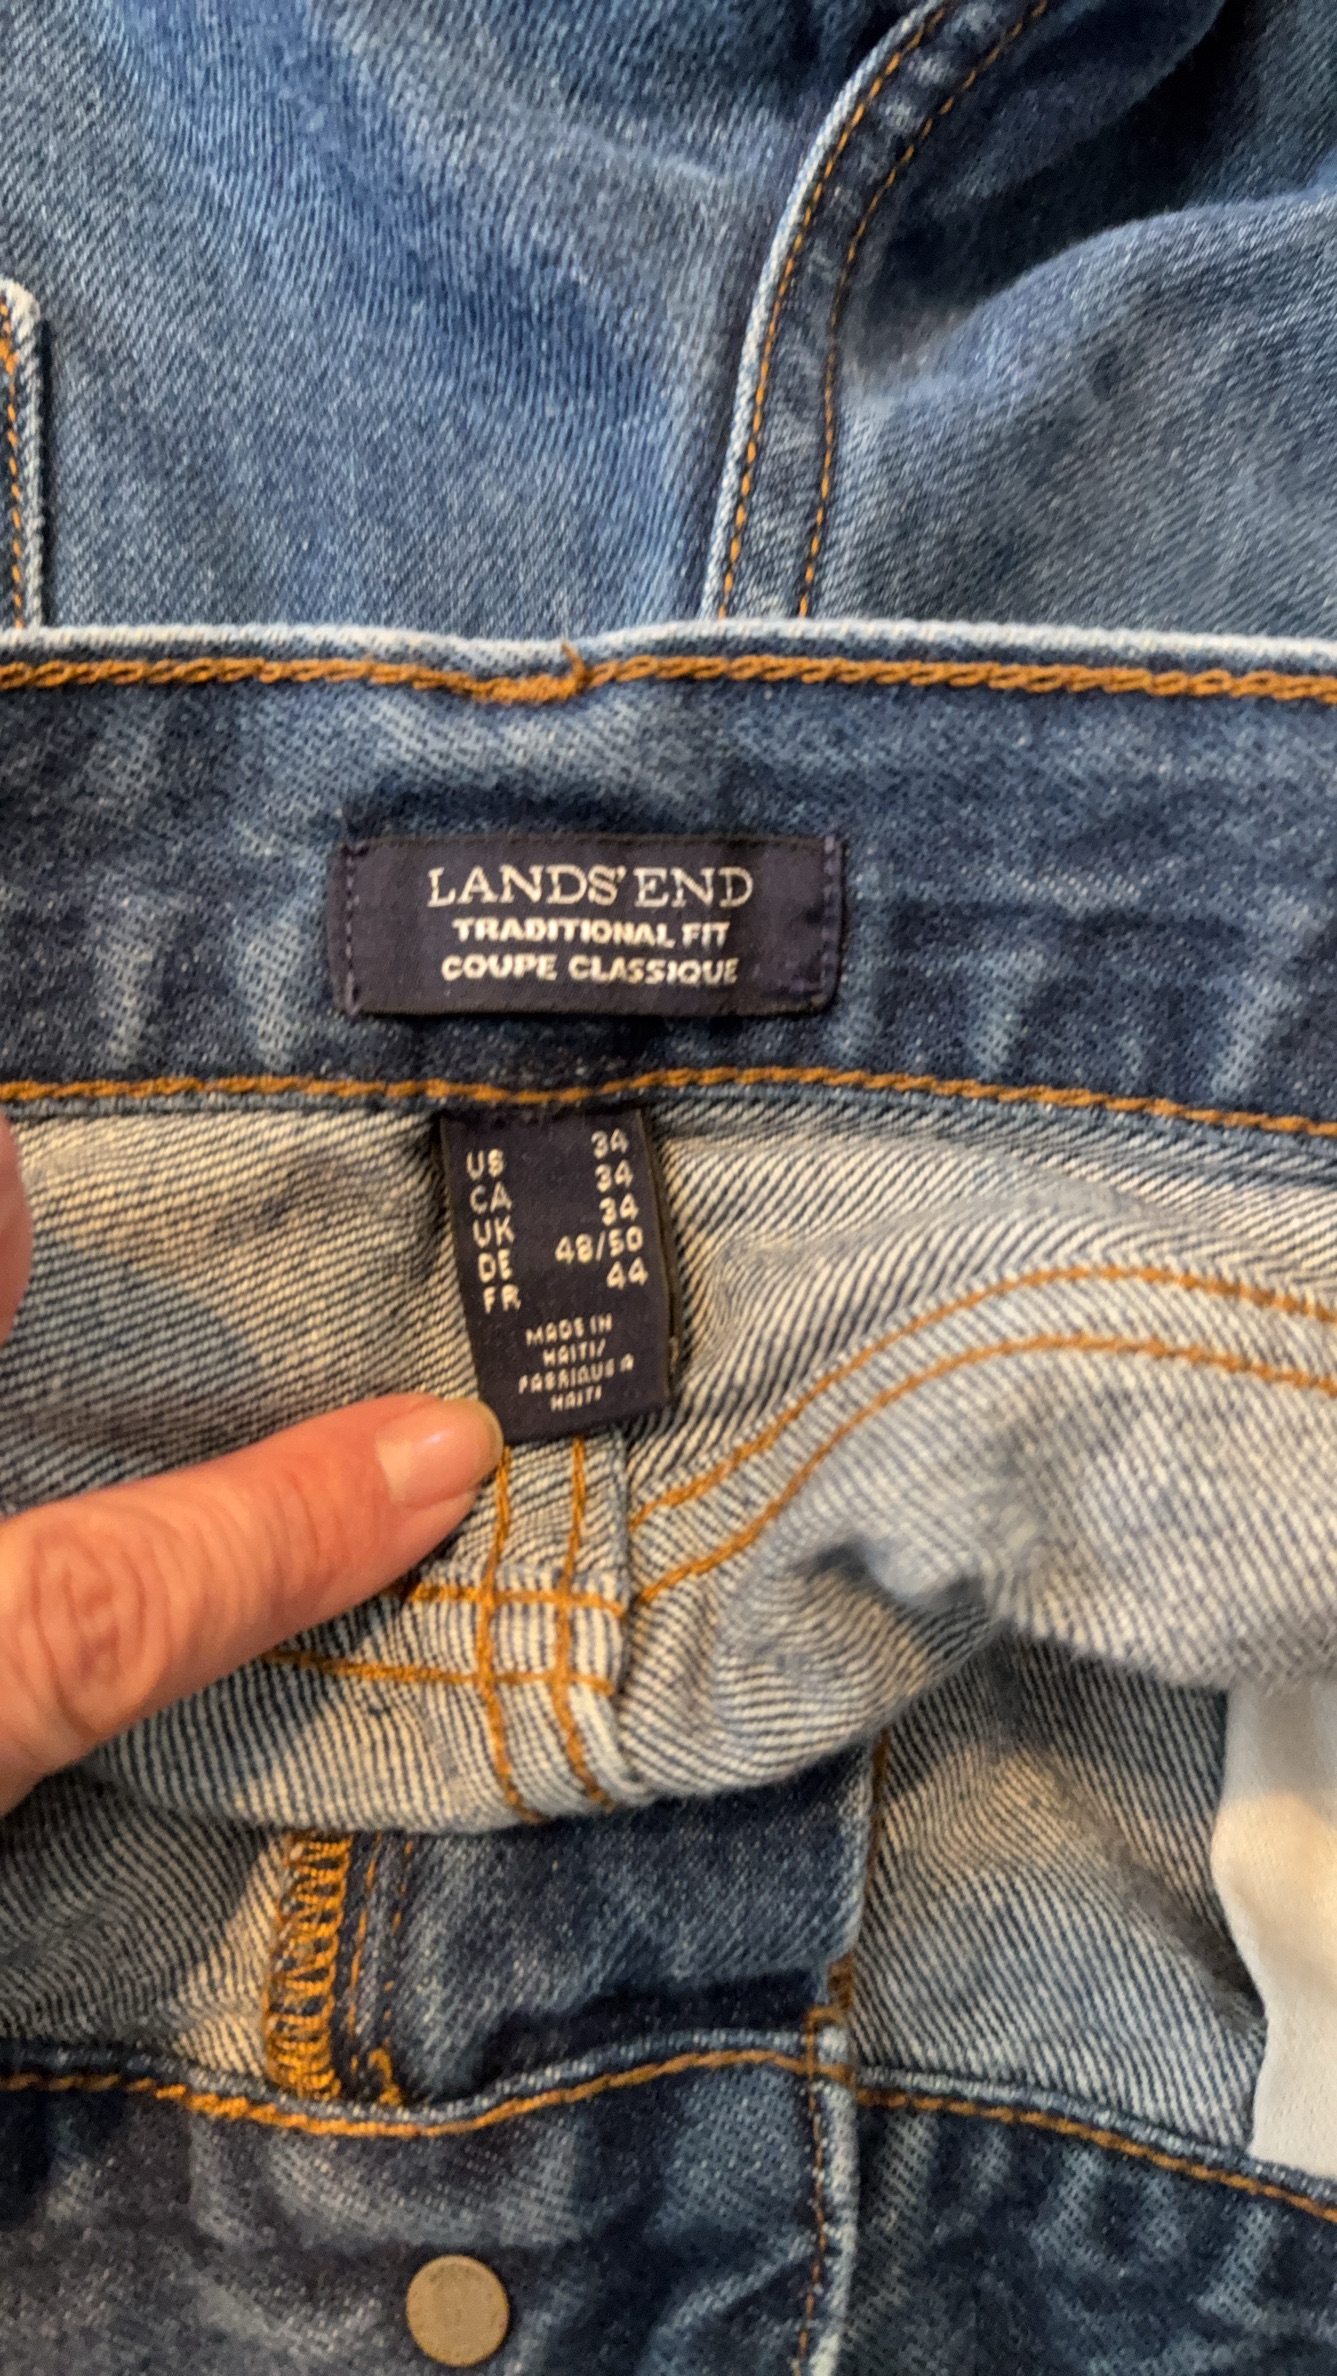 LANDS' END
TRADITIONAL FIT
COUPE CLASSIQUE
US 34
CA 34
UK 34
DE 48/50
FR 44
MADE IN
HAITI/
FABRIQUE A
HAITI